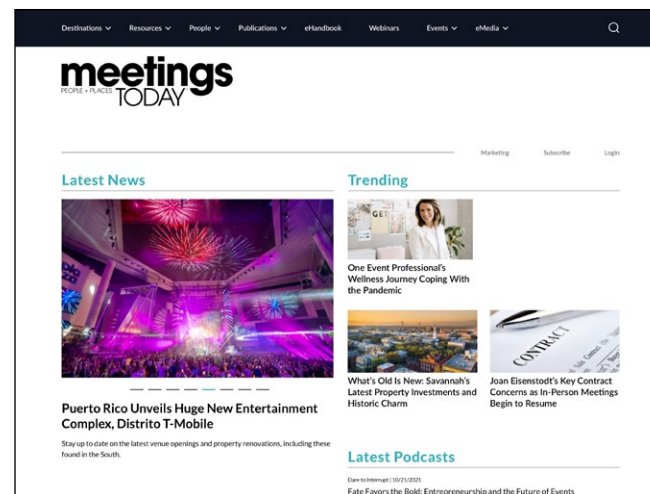 Destinations Resources People Publications eHandbook Webinars Events eMedia
meetings
PEOPLE + PLACES TODAY
Marketing Subscribe Login
Latest News
Trending
GET
One Event Professional's
Wellness Journey Coping With
the Pandemic
CONTRACT
What's Old Is New: Savannah's
Latest Property Investments and
Historic Charm
Joan Eisenstodt's Key Contract
Concerns as In-Person Meetings
Begin to Resume
Puerto Rico Unveils Huge New Entertainment
Complex, Distrito T-Mobile
Stay up to date on the latest venue openings and property renovations, including these
found in the South.
Latest Podcasts
Dare to Interrupt | 10/21/2021
Fate Favors the Bold: Entrepreneurship and the Future of Events